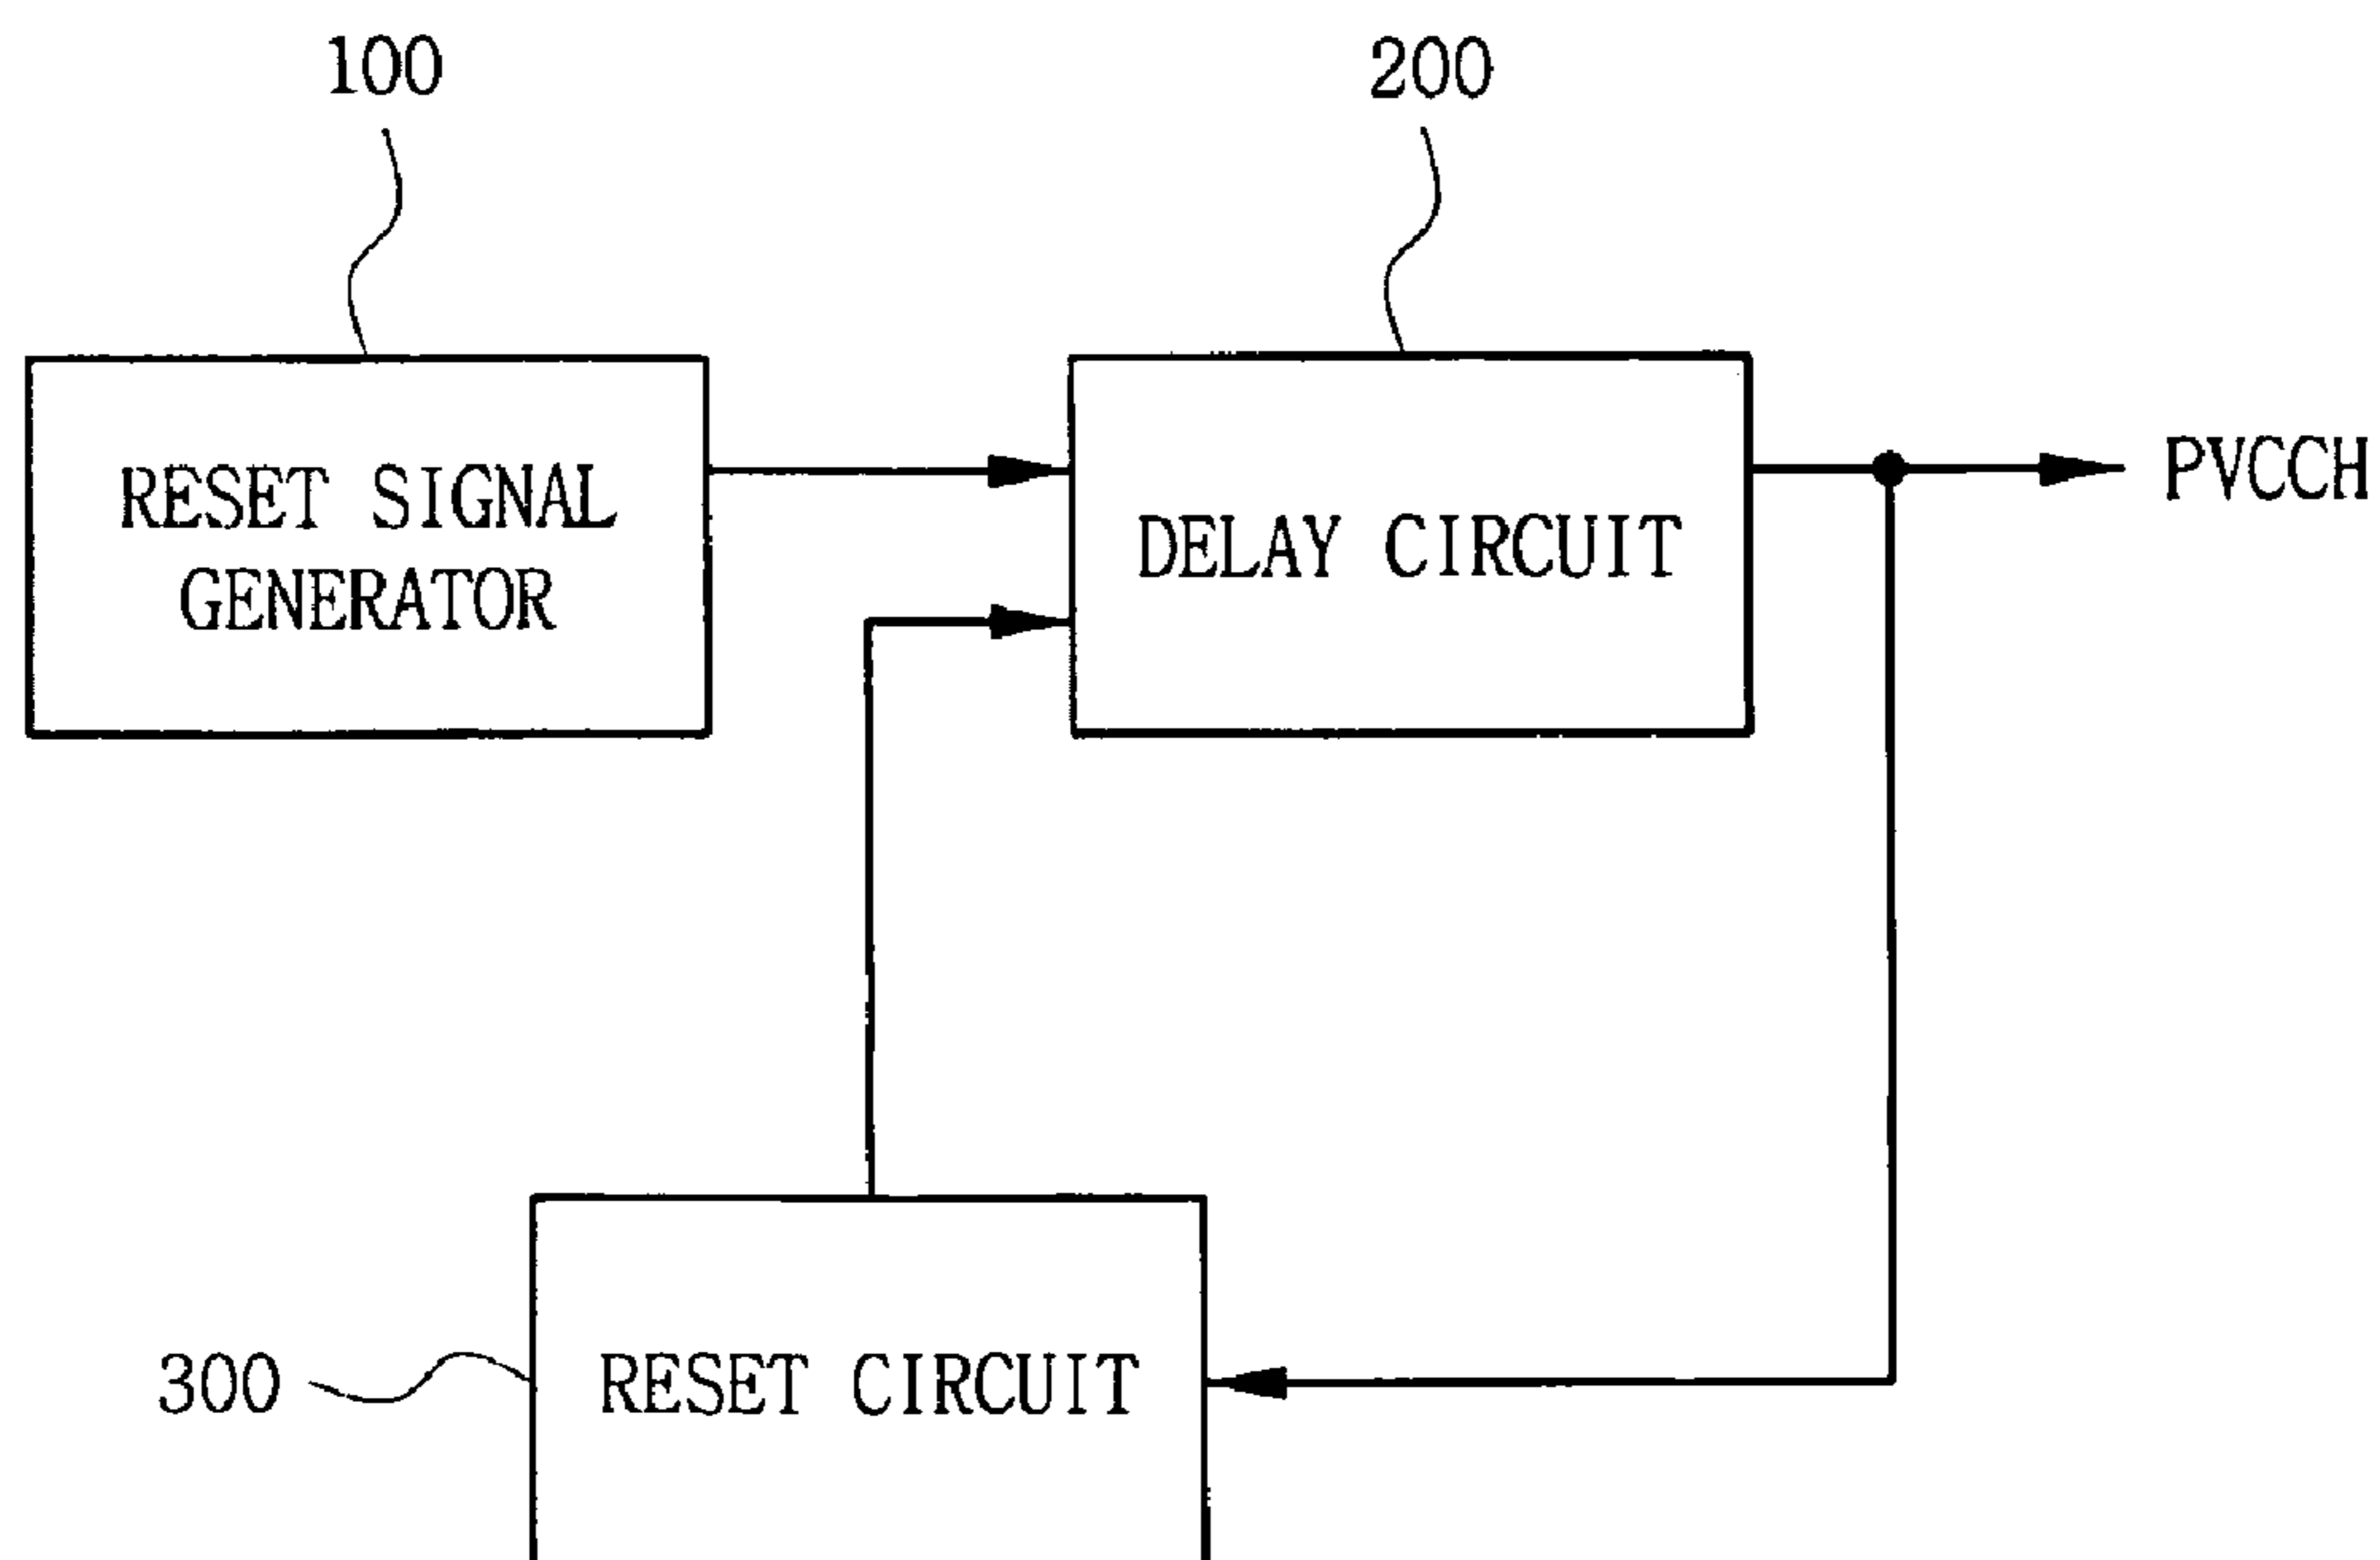 100
200
RESET SIGNAL
GENERATOR
DELAY CIRCUIT
PVCCH
300
RESET CIRCUIT